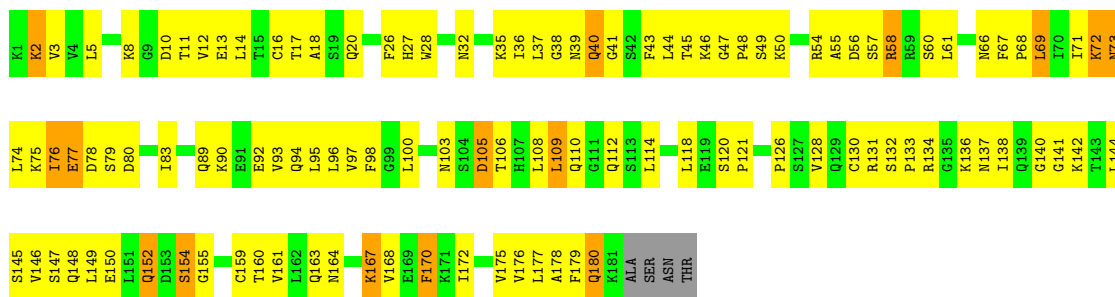 K1 K2 V3 V4 L5 K8 G9 D10 T11 V12 E13 L14 T15 C16 T17 A18 S19 Q20 F26 H27 W28 N32 K35 I36 L37 G38 N39 Q40 G41 S42 F43 L44 T45 K46 G47 P48 S49 K50 R54 A55 D56 S57 R58 R59 S60 L61 N66 F67 P68 L69 I70 I71 K72 N73
L74 K75 I76 E77 D78 S79 D80 I83 Q89 K90 E91 E92 V93 Q94 L95 L96 V97 F98 G99 L100 N103 S104 D105 T106 H107 L108 L109 Q110 G111 Q112 S113 L114 L118 E119 S120 P121 P126 S127 V128 Q129 C130 R131 S132 P133 R134 G135 K136 N137 I138 Q139 G140 G141 K142 T143 L144
S145 V146 S147 Q148 L149 E150 L151 Q152 D153 S154 G155 C159 T160 V161 L162 Q163 N164 K167 V168 E169 F170 K171 I172 V175 V176 L177 A178 F179 Q180 K181 ALA SER ASN THR